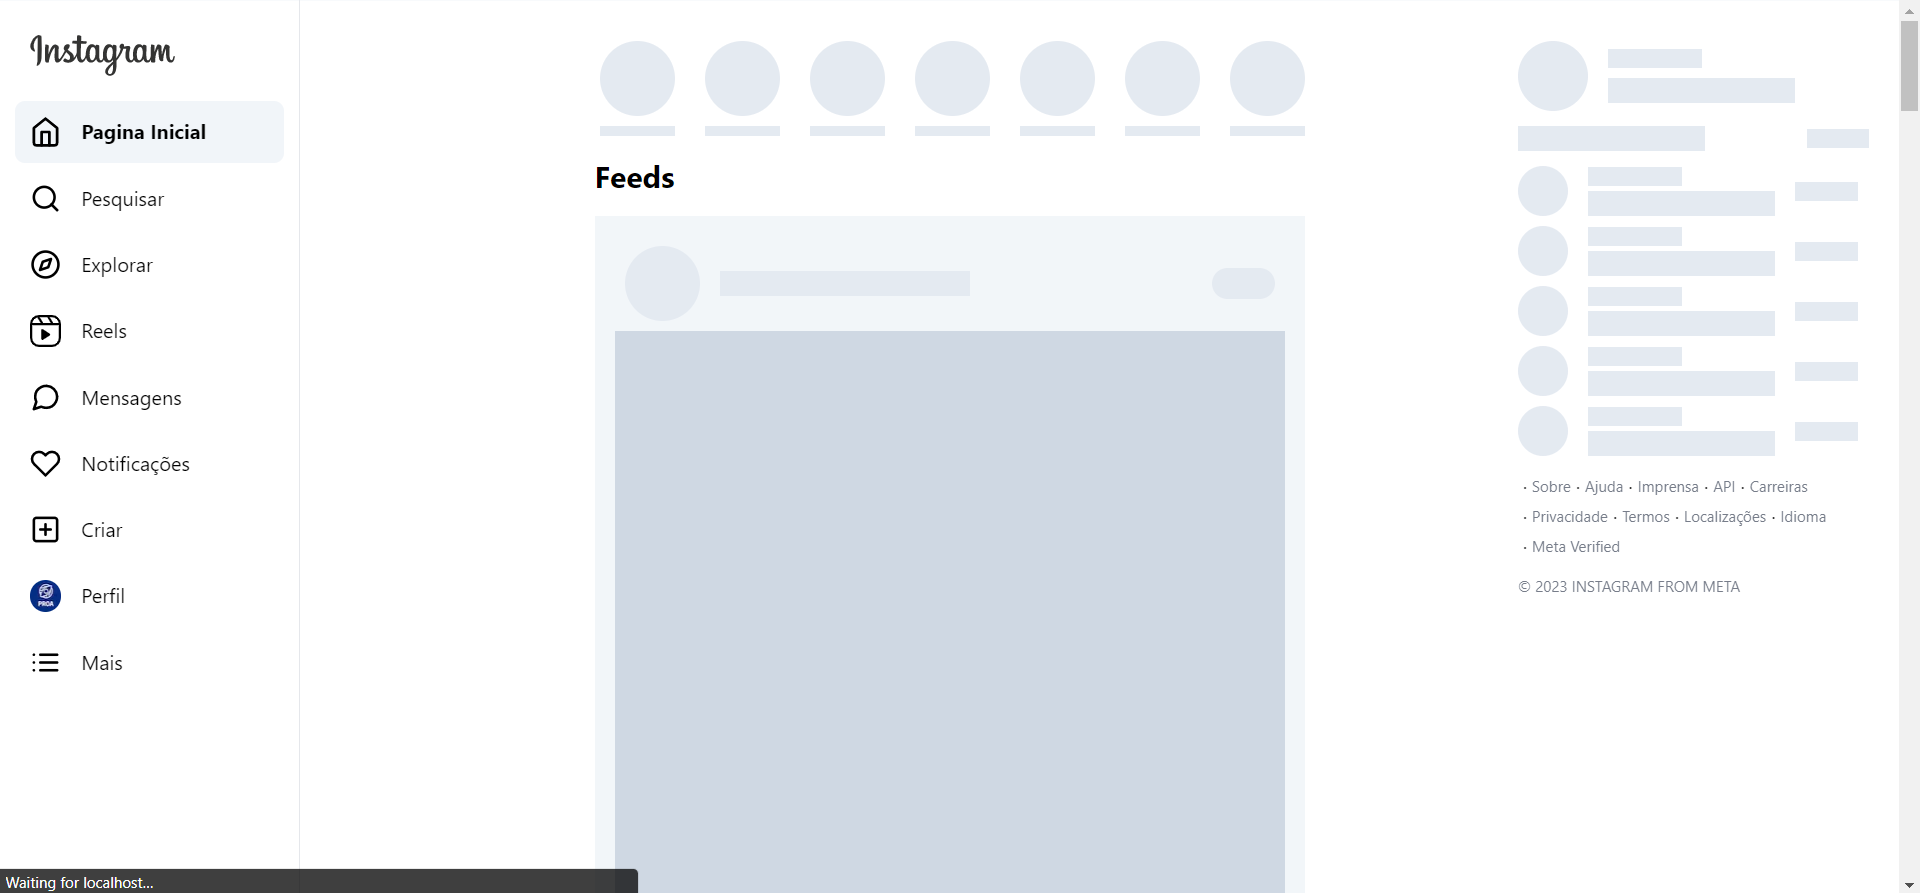 Instagram
Pagina Inicial
Pesquisar
Explorar
Reels
Mensagens
Notificações
Criar
PROA
Perfil
Mais
Feeds
· Sobre · Ajuda · Imprensa · API · Carreiras
· Privacidade · Termos · Localizações · Idioma
· Meta Verified
© 2023 INSTAGRAM FROM META
Waiting for localhost...